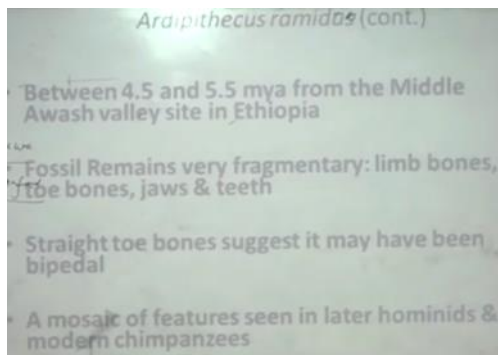 Ardipithecus ramidos (cont.)
Between 4.5 and 5.5 mya from the Middle
Awash valley site in Ethiopia
Fossil Remains very fragmentary: limb bones,
toe bones, jaws & teeth
Straight toe bones suggest it may have been
bipedal
A mosaic of features seen in later hominids &
modern chimpanzees